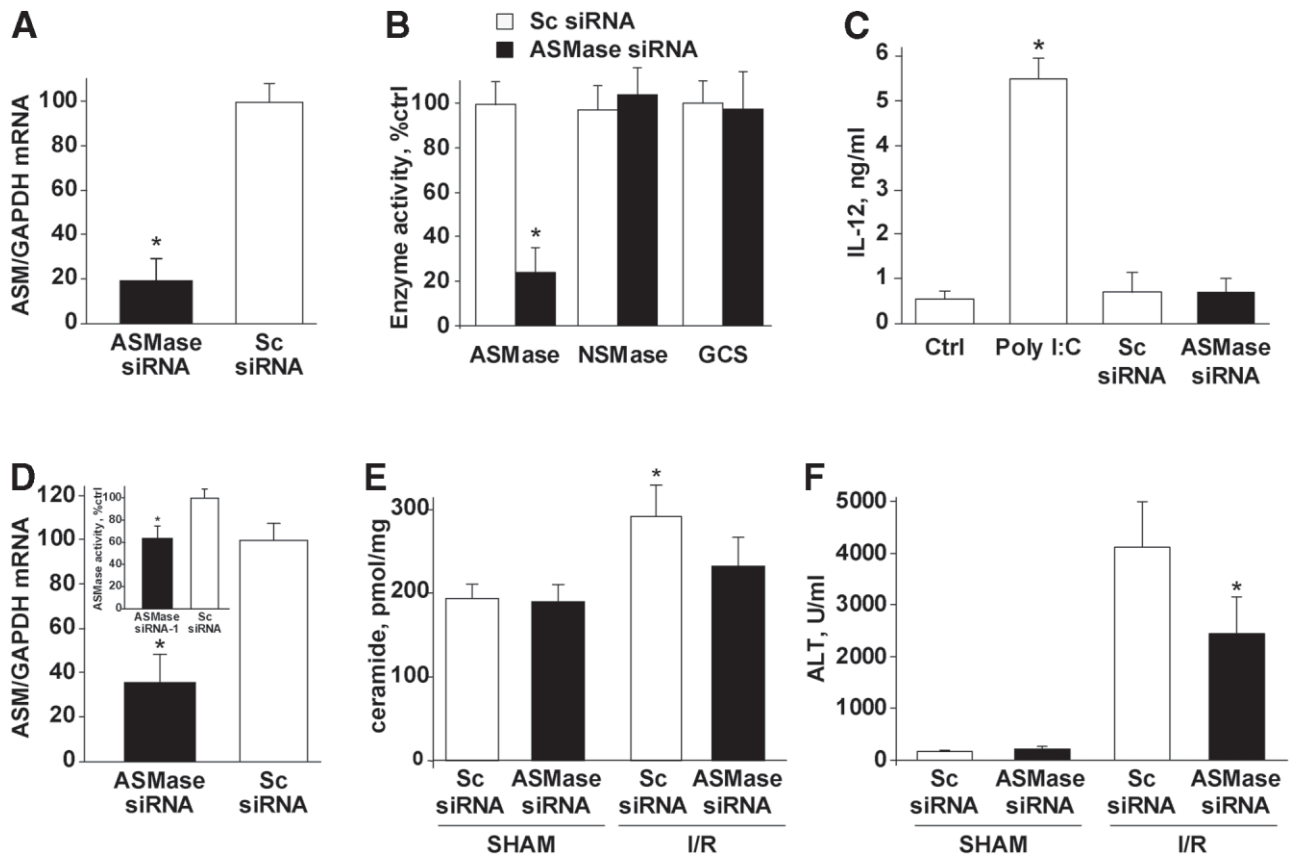 A
ASM/GAPDH mRNA
100
80
60
40
20
0
*
ASMase
siRNA
Sc
siRNA
B
Sc siRNA
ASMase siRNA
Enzyme activity, %ctrl
100
80
60
40
20
0
*
ASMase NSMase GCS
C
IL-12, ng/ml
6
5
4
3
2
1
0
*
Ctrl Poly I:C Sc ASMase
siRNA siRNA
D
ASM/GAPDH mRNA
120
100
80
60
40
20
0
ASMase activity, %ctrl
100
80
60
40
20
0
*
ASMase Sc
siRNA-1 siRNA
*
ASMase Sc
siRNA siRNA
E
ceramide, pmol/mg
300
200
100
0
*
Sc ASMase Sc ASMase
siRNA siRNA siRNA siRNA
SHAM I/R
F
ALT, U/ml
5000
4000
3000
2000
1000
0
*
Sc ASMase Sc ASMase
siRNA siRNA siRNA siRNA
SHAM I/R